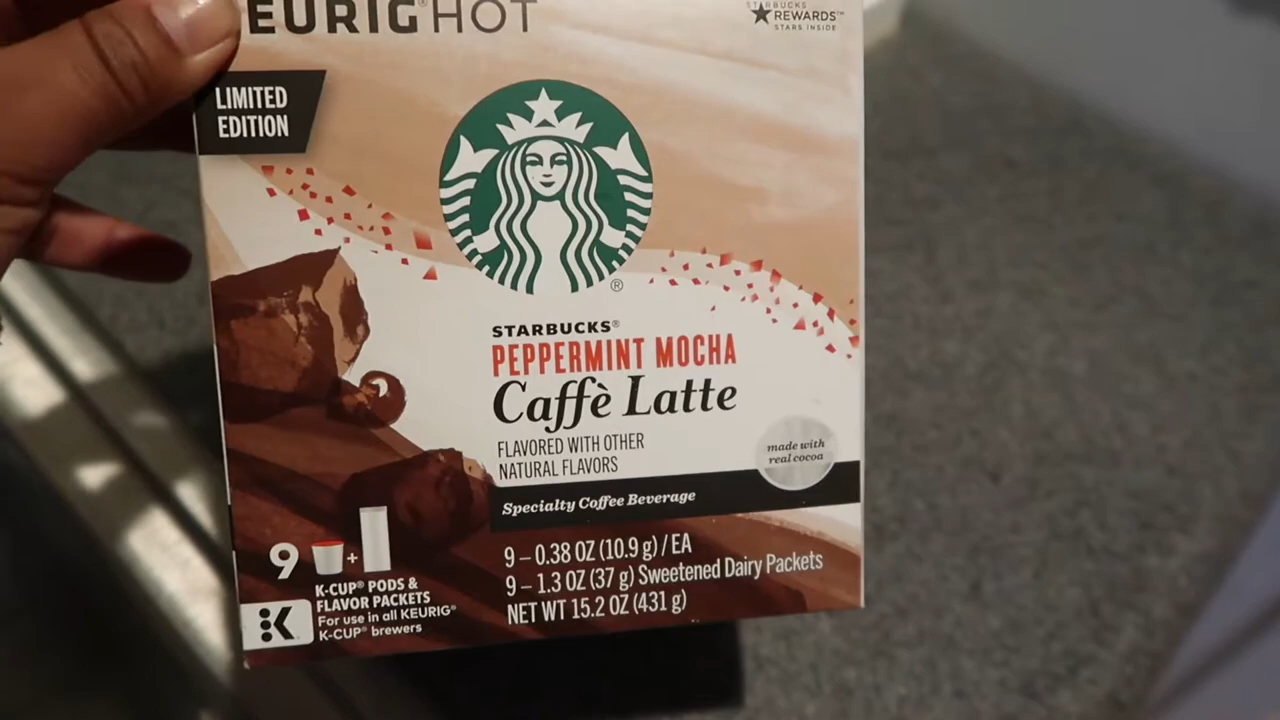 EURIG® HOT
STARBUCKS
REWARDS™
STARS INSIDE
LIMITED
EDITION
®
STARBUCKS®
PEPPERMINT MOCHA
Caffè Latte
FLAVORED WITH OTHER
NATURAL FLAVORS
made with
real cocoa
Specialty Coffee Beverage
9 – 0.38 OZ (10.9 g) / EA
9 – 1.3 OZ (37 g) Sweetened Dairy Packets
NET WT 15.2 OZ (431 g)
9 +
K-CUP® PODS &
FLAVOR PACKETS
For use in all KEURIG®
K-CUP® brewers
K